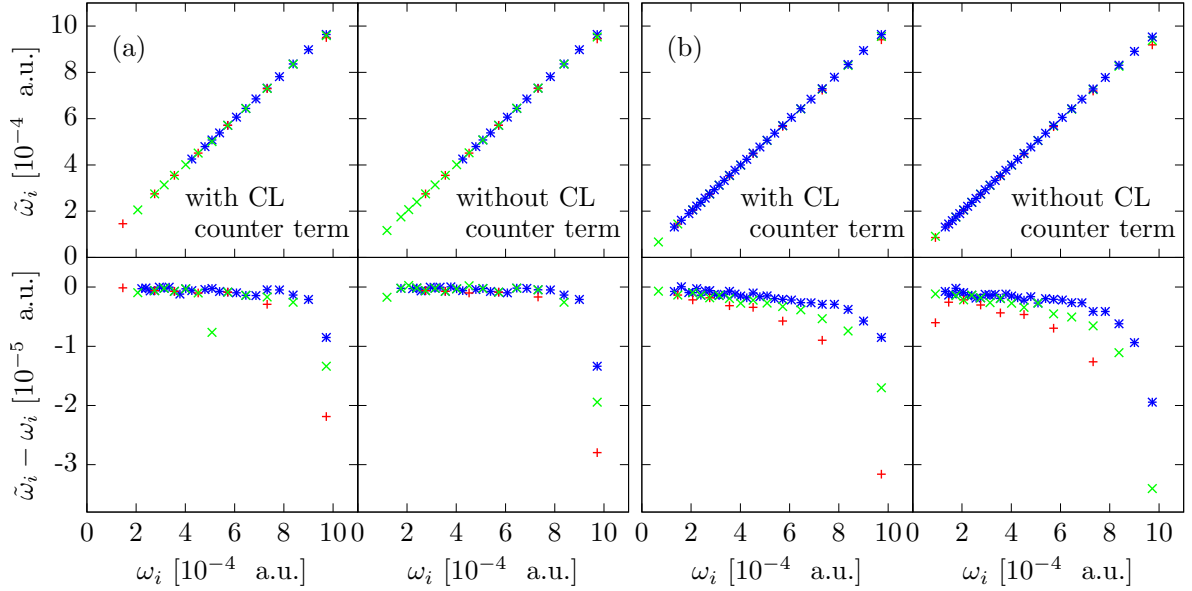 10
8
6
4
2
0
ω̃ᵢ [10⁻⁴ a.u.]
(a)
with CL
counter term
without CL
counter term
(b)
with CL
counter term
without CL
counter term
0
-1
-2
-3
ω̃ᵢ − ωᵢ [10⁻⁵ a.u.]
0 2 4 6 8 10
2 4 6 8 10
0 2 4 6 8 10
2 4 6 8 10
ωᵢ [10⁻⁴ a.u.]
ωᵢ [10⁻⁴ a.u.]
ωᵢ [10⁻⁴ a.u.]
ωᵢ [10⁻⁴ a.u.]